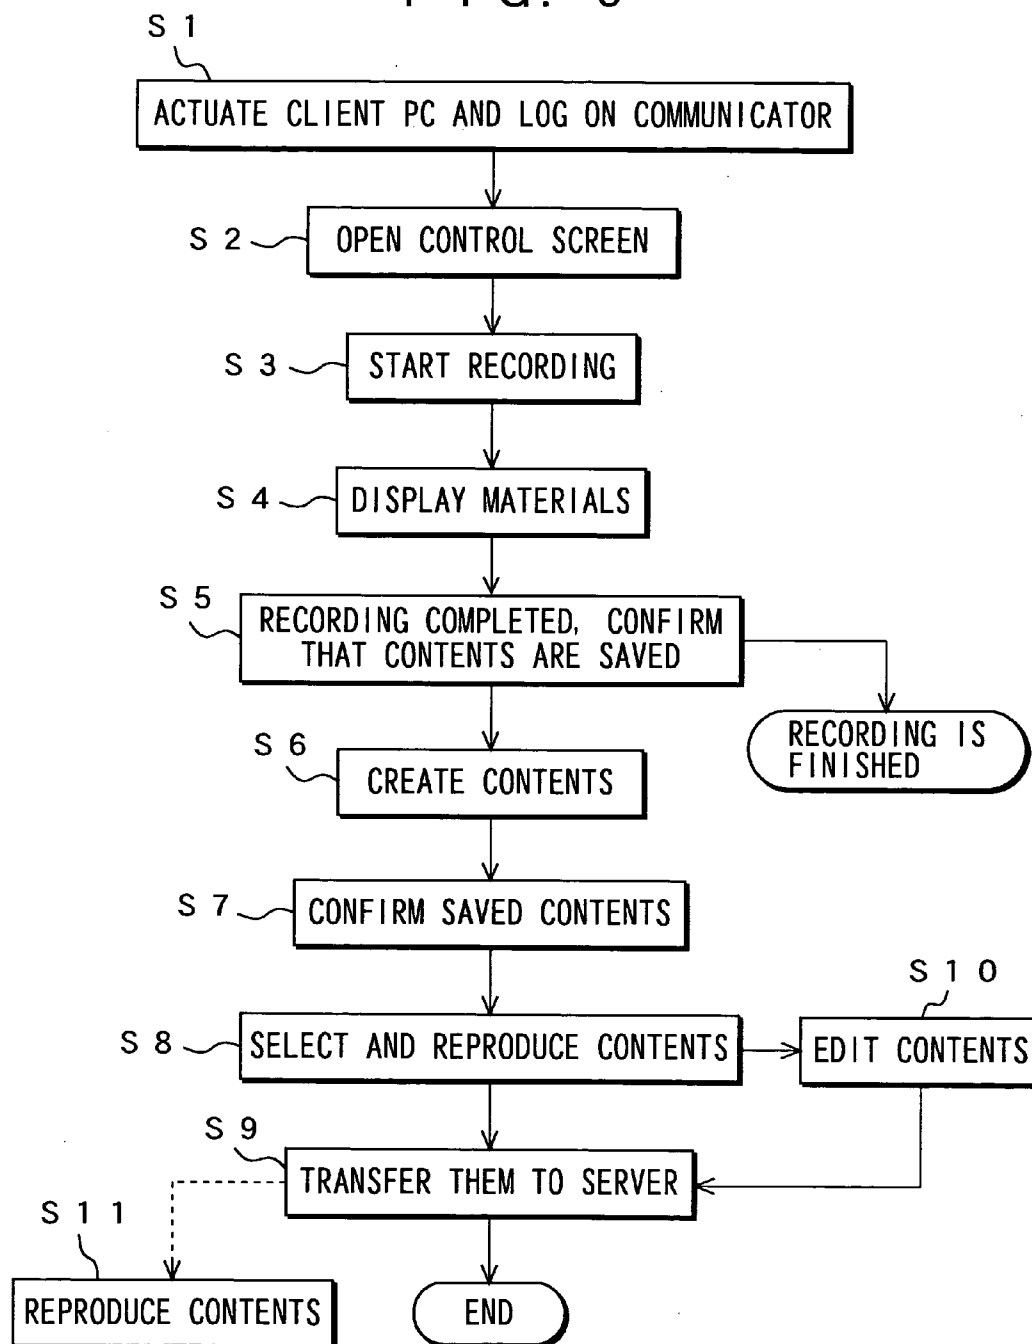 S 1
ACTUATE CLIENT PC AND LOG ON COMMUNICATOR
S 2
OPEN CONTROL SCREEN
S 3
START RECORDING
S 4
DISPLAY MATERIALS
S 5
RECORDING COMPLETED, CONFIRM
THAT CONTENTS ARE SAVED
RECORDING IS
FINISHED
S 6
CREATE CONTENTS
S 7
CONFIRM SAVED CONTENTS
S 8
SELECT AND REPRODUCE CONTENTS
S 1 0
EDIT CONTENTS
S 9
TRANSFER THEM TO SERVER
S 1 1
REPRODUCE CONTENTS
END